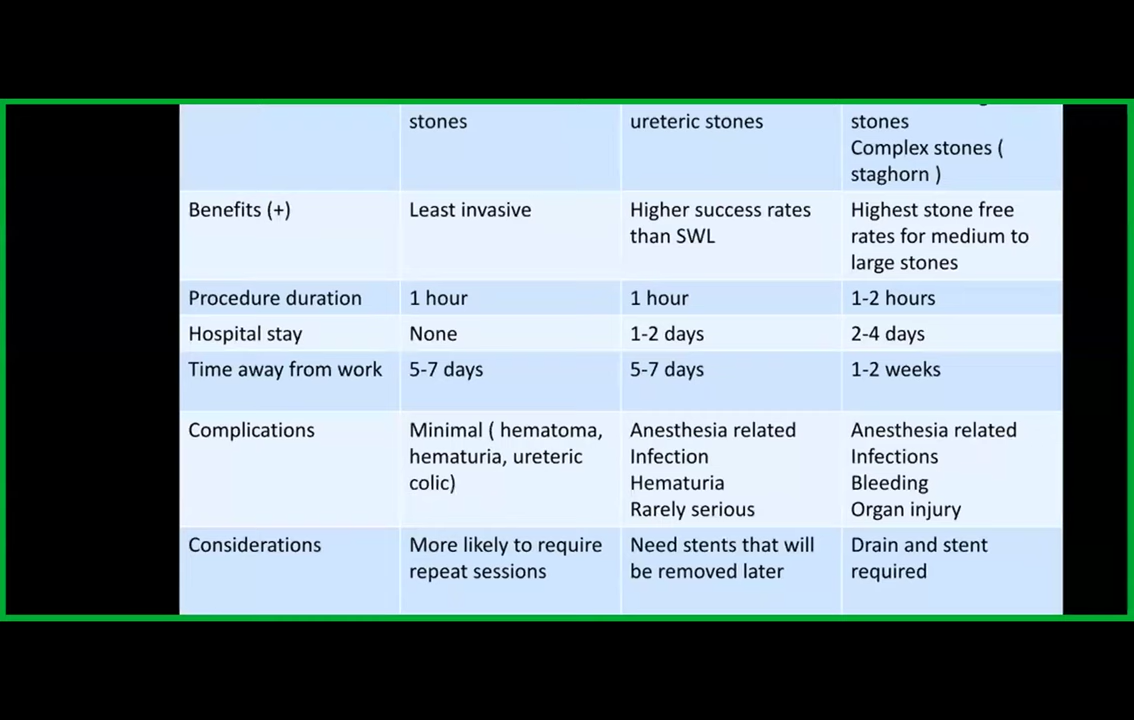 stones
ureteric stones
stones
Complex stones (
staghorn )
Benefits (+)
Least invasive
Higher success rates
than SWL
Highest stone free
rates for medium to
large stones
Procedure duration
1 hour
1 hour
1-2 hours
Hospital stay
None
1-2 days
2-4 days
Time away from work
5-7 days
5-7 days
1-2 weeks
Complications
Minimal ( hematoma,
hematuria, ureteric
colic)
Anesthesia related
Infection
Hematuria
Rarely serious
Anesthesia related
Infections
Bleeding
Organ injury
Considerations
More likely to require
repeat sessions
Need stents that will
be removed later
Drain and stent
required